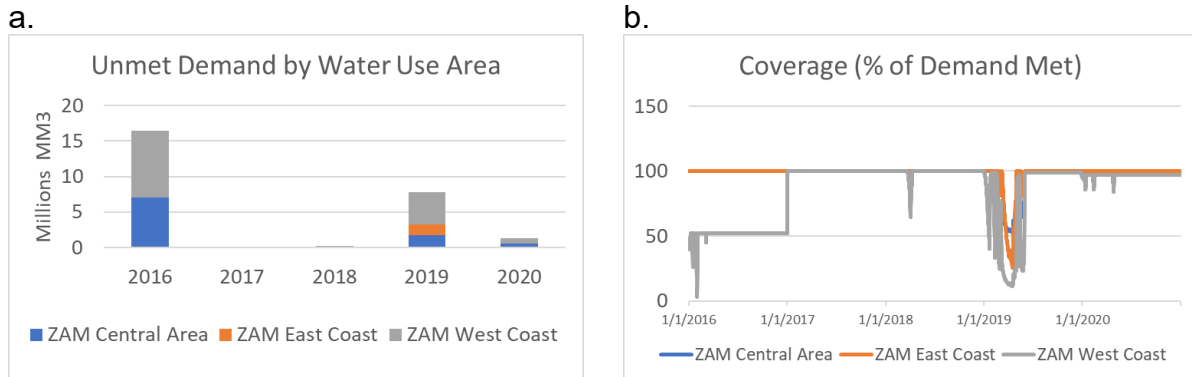 a.
Unmet Demand by Water Use Area
Millions MM3
20
15
10
5
0
2016 2017 2018 2019 2020
ZAM Central Area ZAM East Coast ZAM West Coast
b.
Coverage (% of Demand Met)
150
100
50
0
1/1/2016 1/1/2017 1/1/2018 1/1/2019 1/1/2020
ZAM Central Area ZAM East Coast ZAM West Coast